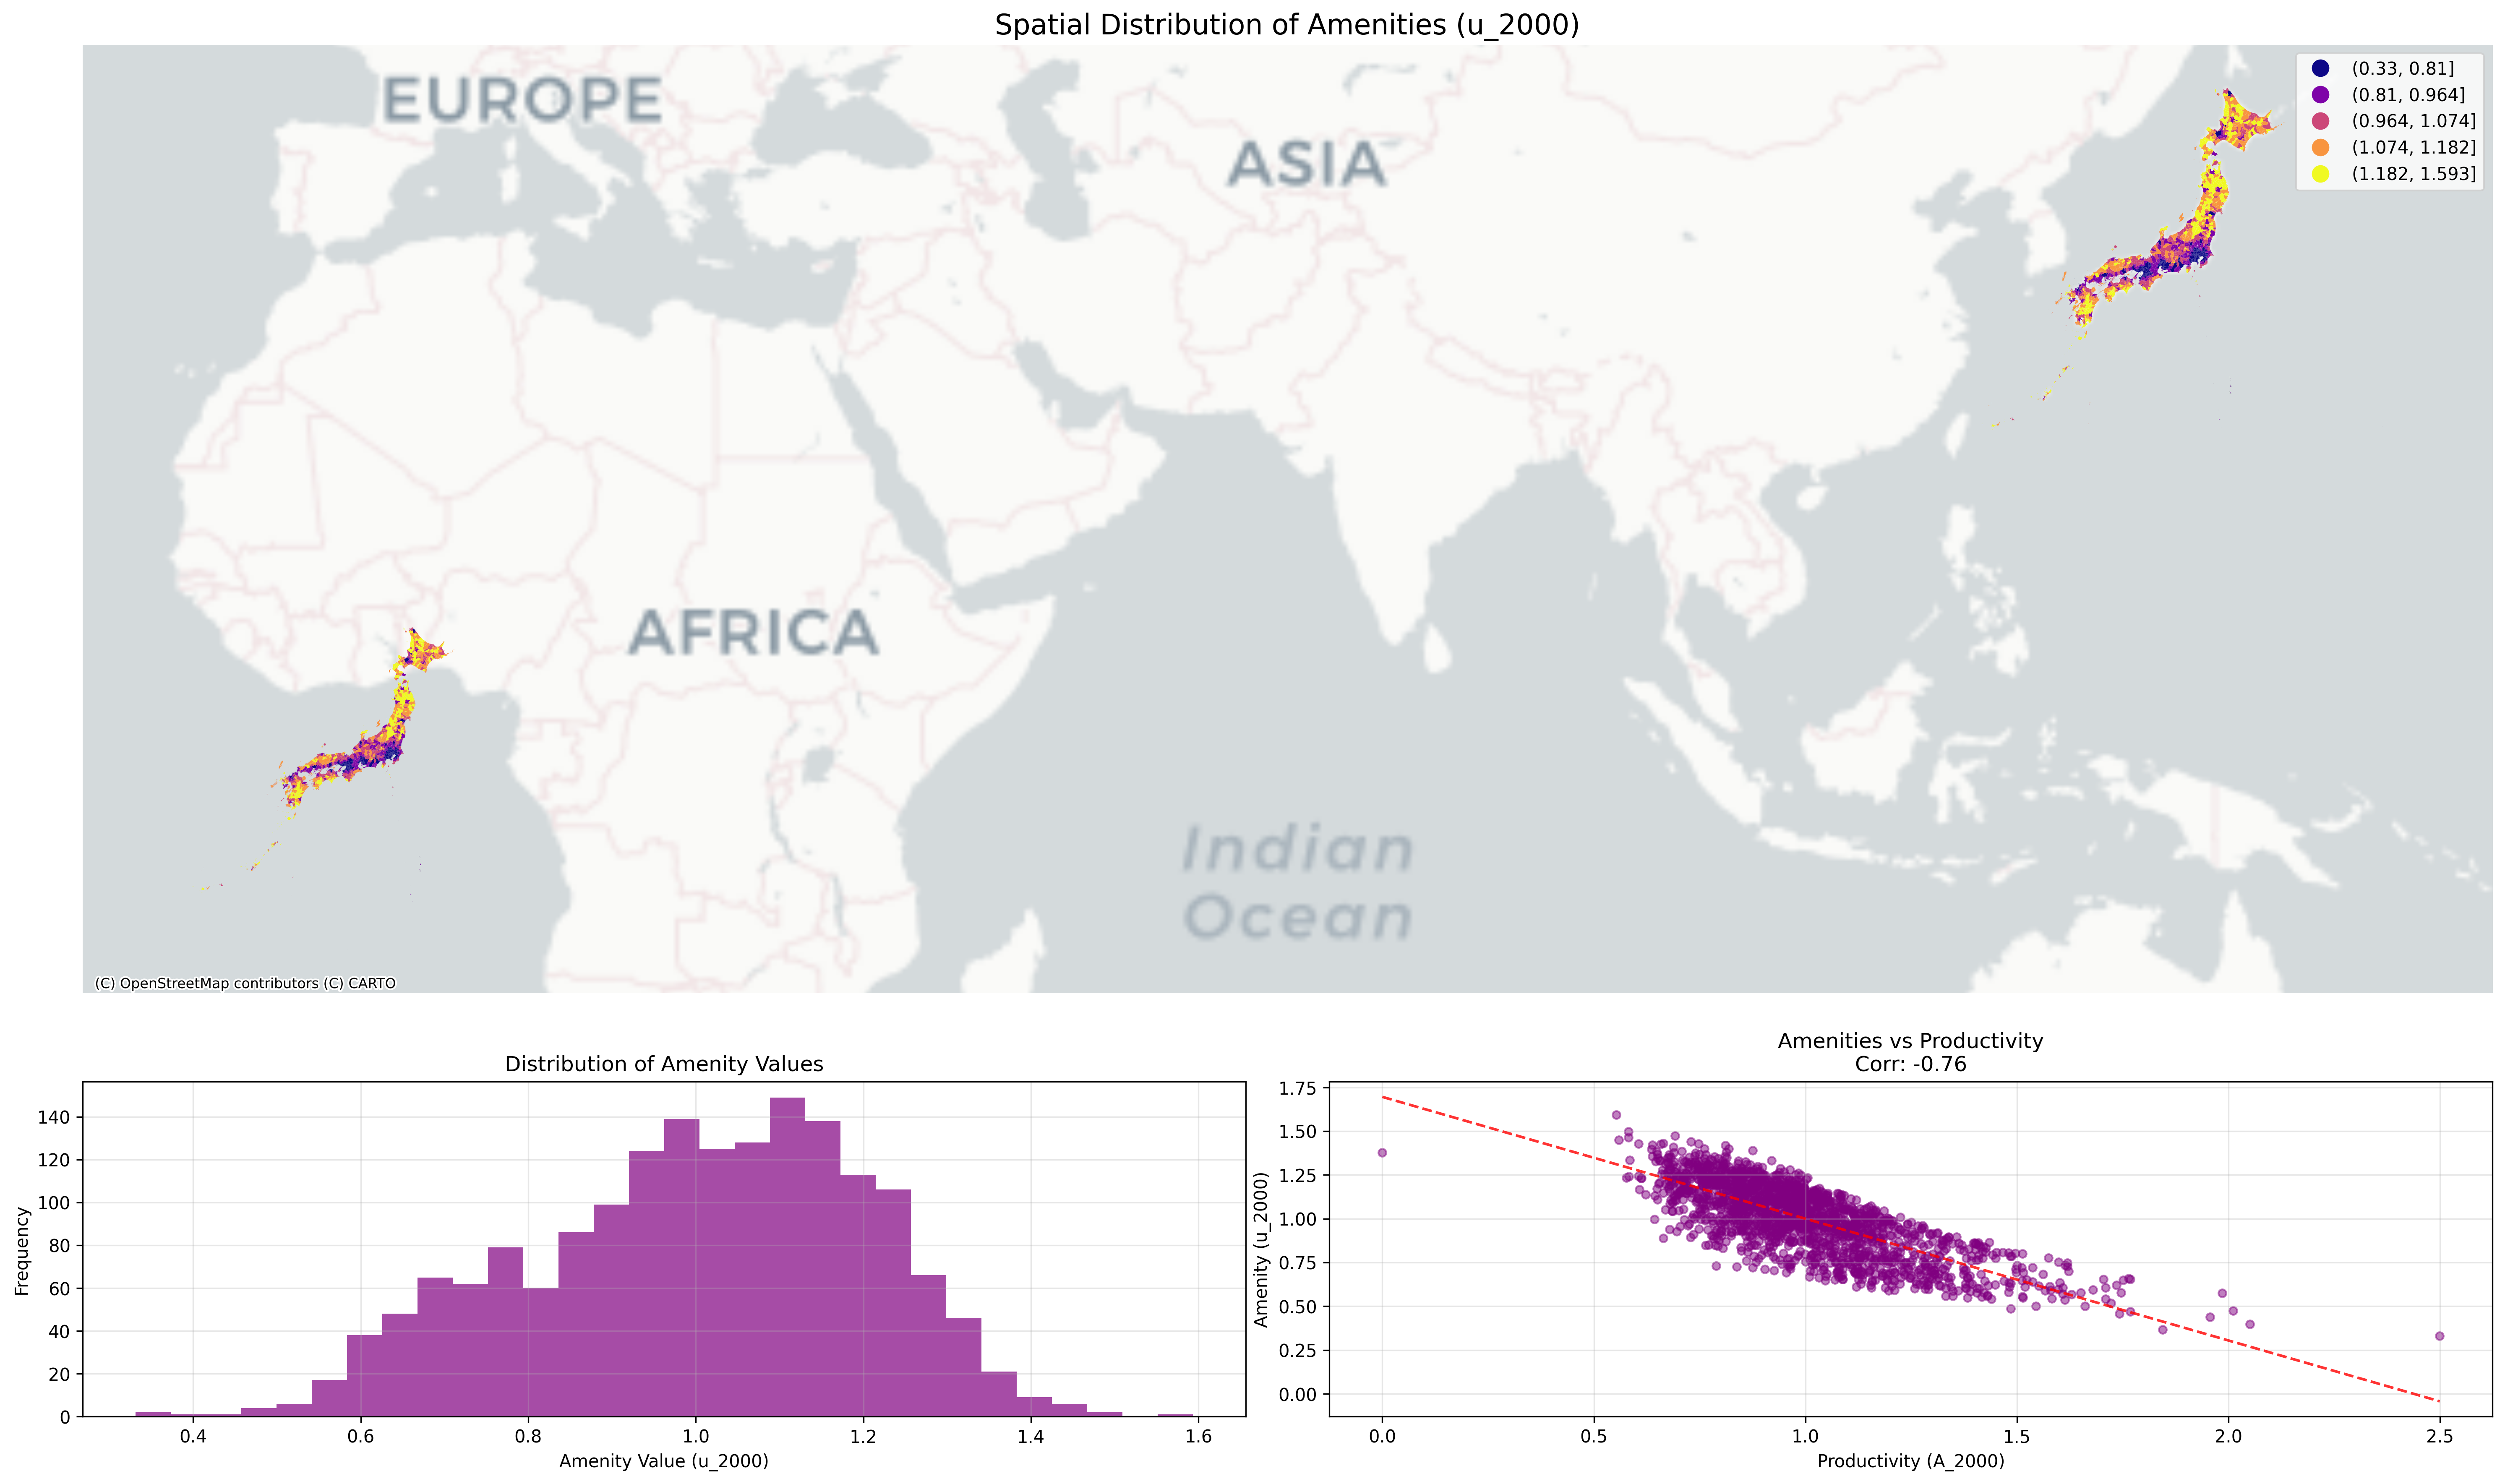 Spatial Distribution of Amenities (u_2000)
EUROPE
ASIA
AFRICA
Indian
Ocean
(0.33, 0.81]
(0.81, 0.964]
(0.964, 1.074]
(1.074, 1.182]
(1.182, 1.593]
(C) OpenStreetMap contributors (C) CARTO
Distribution of Amenity Values
Frequency
140
120
100
80
60
40
20
0
0.4 0.6 0.8 1.0 1.2 1.4 1.6
Amenity Value (u_2000)
Amenities vs Productivity
Corr: -0.76
Amenity (u_2000)
1.75
1.50
1.25
1.00
0.75
0.50
0.25
0.00
0.0 0.5 1.0 1.5 2.0 2.5
Productivity (A_2000)